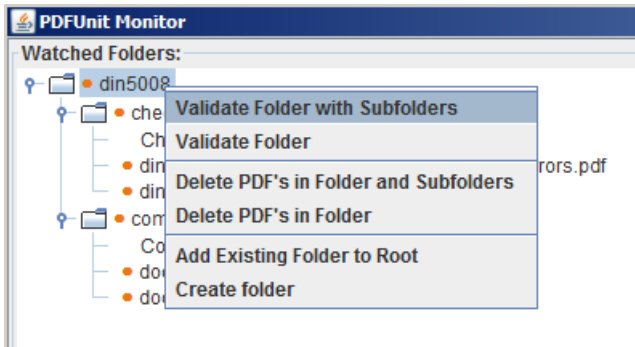 PDFUnit Monitor
Watched Folders:
din5008
Validate Folder with Subfolders
Validate Folder
Delete PDF's in Folder and Subfolders
rors.pdf
Delete PDF's in Folder
Add Existing Folder to Root
Create folder